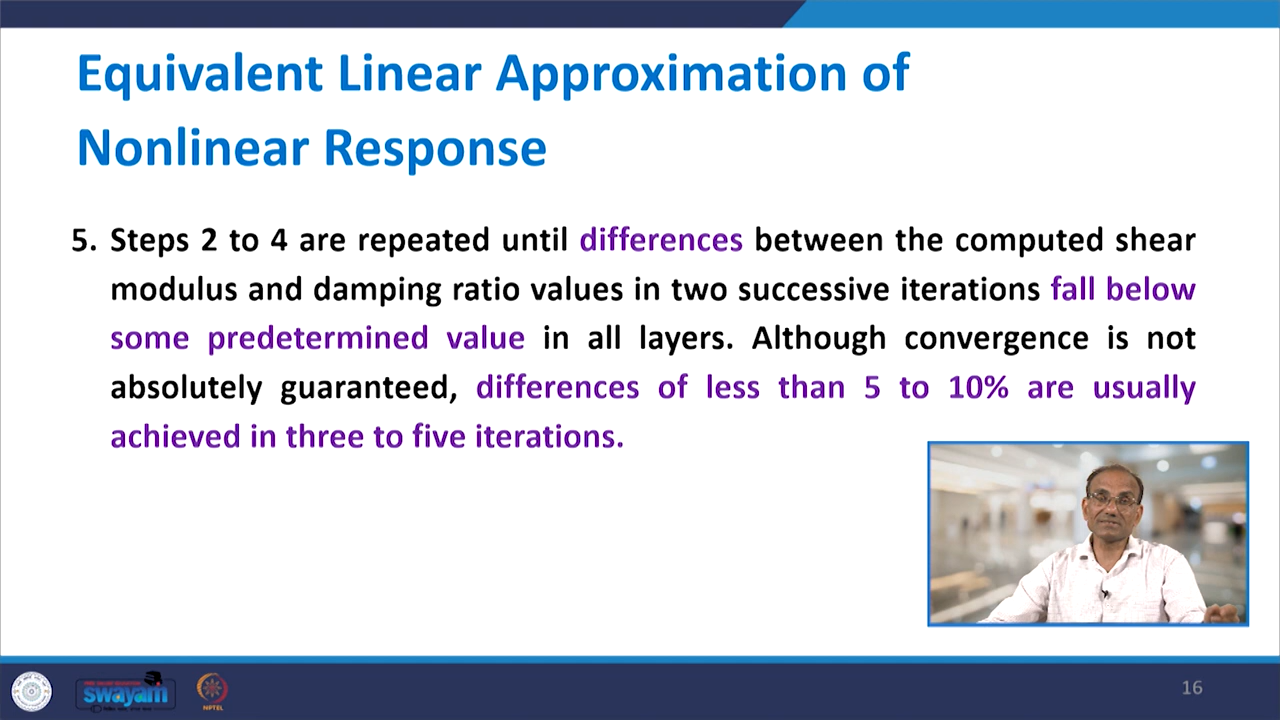 Equivalent Linear Approximation of
Nonlinear Response
5. Steps 2 to 4 are repeated until differences between the computed shear
modulus and damping ratio values in two successive iterations fall below
some predetermined value in all layers. Although convergence is not
absolutely guaranteed, differences of less than 5 to 10% are usually
achieved in three to five iterations.
swayam
NPTEL
16